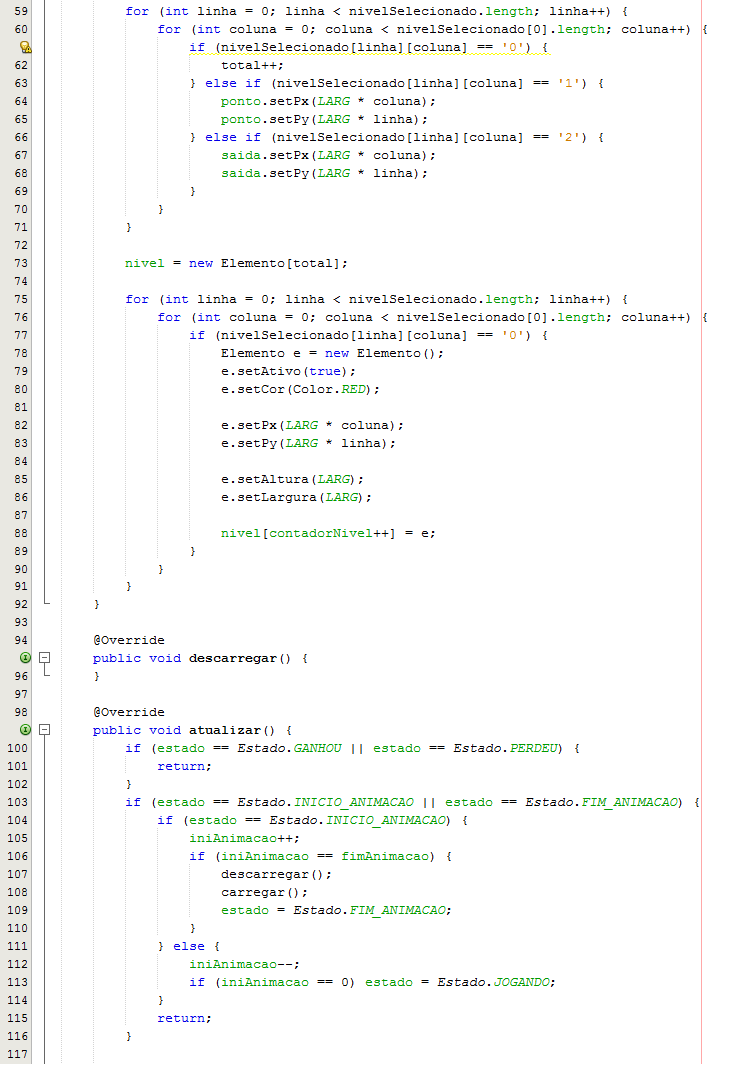 59            for (int linha = 0; linha < nivelSelecionado.length; linha++) {
60                for (int coluna = 0; coluna < nivelSelecionado[0].length; coluna++) {
                      if (nivelSelecionado[linha][coluna] == '0') {
62                        total++;
63                    } else if (nivelSelecionado[linha][coluna] == '1') {
64                        ponto.setPx(LARG * coluna);
65                        ponto.setPy(LARG * linha);
66                    } else if (nivelSelecionado[linha][coluna] == '2') {
67                        saida.setPx(LARG * coluna);
68                        saida.setPy(LARG * linha);
69                    }
70                }
71            }
72
73            nivel = new Elemento[total];
74
75            for (int linha = 0; linha < nivelSelecionado.length; linha++) {
76                for (int coluna = 0; coluna < nivelSelecionado[0].length; coluna++) {
77                    if (nivelSelecionado[linha][coluna] == '0') {
78                        Elemento e = new Elemento();
79                        e.setAtivo(true);
80                        e.setCor(Color.RED);
81
82                        e.setPx(LARG * coluna);
83                        e.setPy(LARG * linha);
84
85                        e.setAltura(LARG);
86                        e.setLargura(LARG);
87
88                        nivel[contadorNivel++] = e;
89                    }
90                }
91            }
92        }
93
94        @Override
          public void descarregar() {
96        }
97
98        @Override
          public void atualizar() {
100           if (estado == Estado.GANHOU || estado == Estado.PERDEU) {
101               return;
102           }
103           if (estado == Estado.INICIO_ANIMACAO || estado == Estado.FIM_ANIMACAO) {
104               if (estado == Estado.INICIO_ANIMACAO) {
105                   iniAnimacao++;
106                   if (iniAnimacao == fimAnimacao) {
107                       descarregar();
108                       carregar();
109                       estado = Estado.FIM_ANIMACAO;
110                   }
111               } else {
112                   iniAnimacao--;
113                   if (iniAnimacao == 0) estado = Estado.JOGANDO;
114               }
115               return;
116           }
117